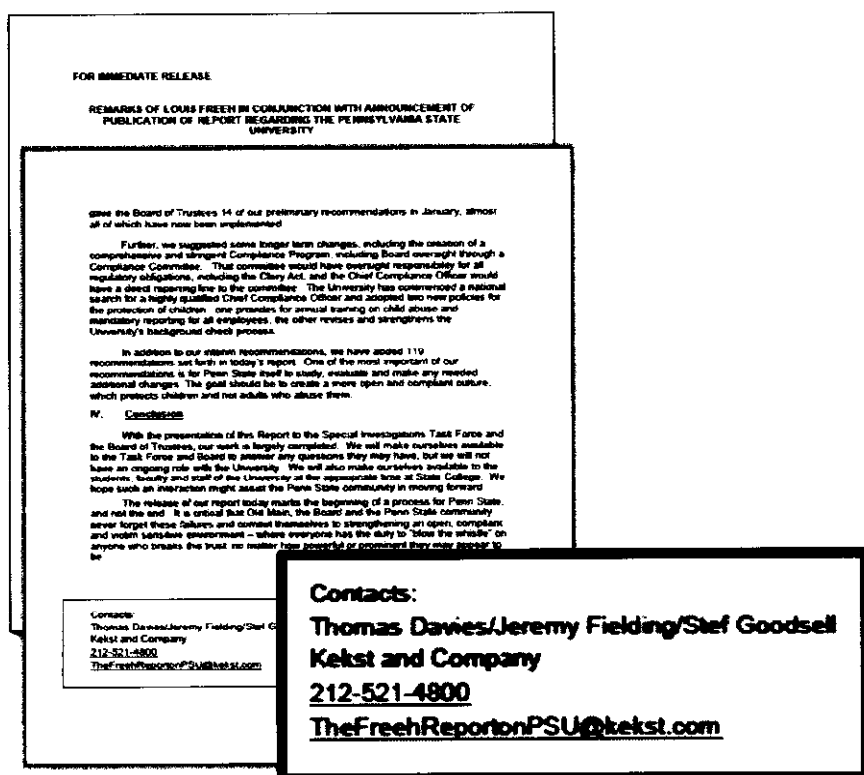 FOR IMMEDIATE RELEASE
REMARKS OF LOUIS FREEH IN CONJUNCTION WITH ANNOUNCEMENT OF
PUBLICATION OF REPORT REGARDING THE PENNSYLVANIA STATE
UNIVERSITY
gave the Board of Trustees 14 of our preliminary recommendations in January, almost
all of which have now been implemented
Further, we suggested some longer term changes, including the creation of a
comprehensive and stringent Compliance Program, including Board oversight through a
Compliance Committee. That committee would have oversight responsibility for all
regulatory obligations, including the Clery Act, and the Chief Compliance Officer would
have a direct reporting line to the committee. The University has commenced a national
search for a highly qualified Chief Compliance Officer and adopted two new policies for
the protection of children: one provides for annual training on child abuse and
mandatory reporting for all employees, the other revises and strengthens the
University's background check process.
In addition to our interim recommendations, we have added 119
recommendations set forth in today's report. One of the most important of our
recommendations is for Penn State itself to study, evaluate and make any needed
additional changes. The goal should be to create a more open and compliant culture,
which protects children and not adults who abuse them.
IV. Conclusion
With the presentation of this Report to the Special Investigations Task Force and
the Board of Trustees, our work is largely completed. We will make ourselves available
to the Task Force and Board to answer any questions they may have, but we will not
have an ongoing role with the University. We will also make ourselves available to the
students, faculty and staff of the University at the appropriate time at State College. We
hope such an interaction might assist the Penn State community in moving forward
The release of our report today marks the beginning of a process for Penn State,
and not the end. It is critical that Old Main, the Board and the Penn State community
never forget these failures and commit themselves to strengthening an open, compliant
and victim sensitive environment – where everyone has the duty to "blow the whistle" on
anyone who breaks this trust no matter how powerful or prominent they may appear to
be
Contacts:
Thomas Davies/Jeremy Fielding/Stef G
Kekst and Company
212-521-4800
TheFreehReportonPSU@kekst.com
Contacts:
Thomas Davies/Jeremy Fielding/Stef Goodsell
Kekst and Company
212-521-4800
TheFreehReportonPSU@kekst.com